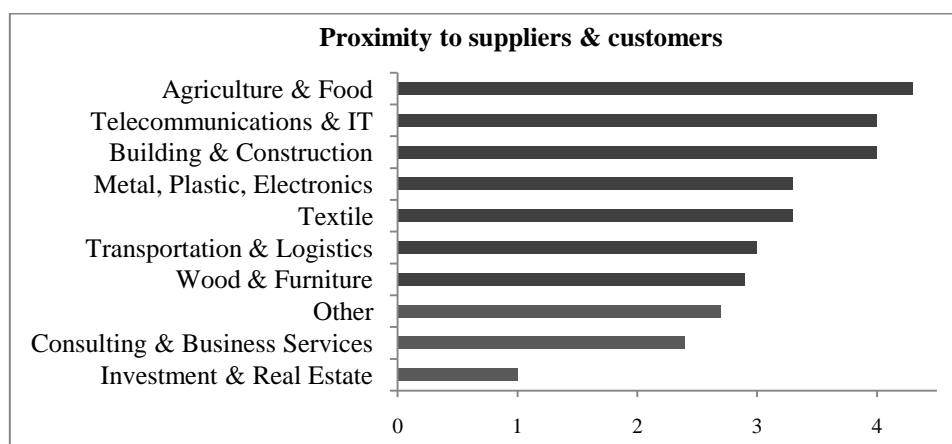 Proximity to suppliers & customers
Agriculture & Food
Telecommunications & IT
Building & Construction
Metal, Plastic, Electronics
Textile
Transportation & Logistics
Wood & Furniture
Other
Consulting & Business Services
Investment & Real Estate
0 1 2 3 4